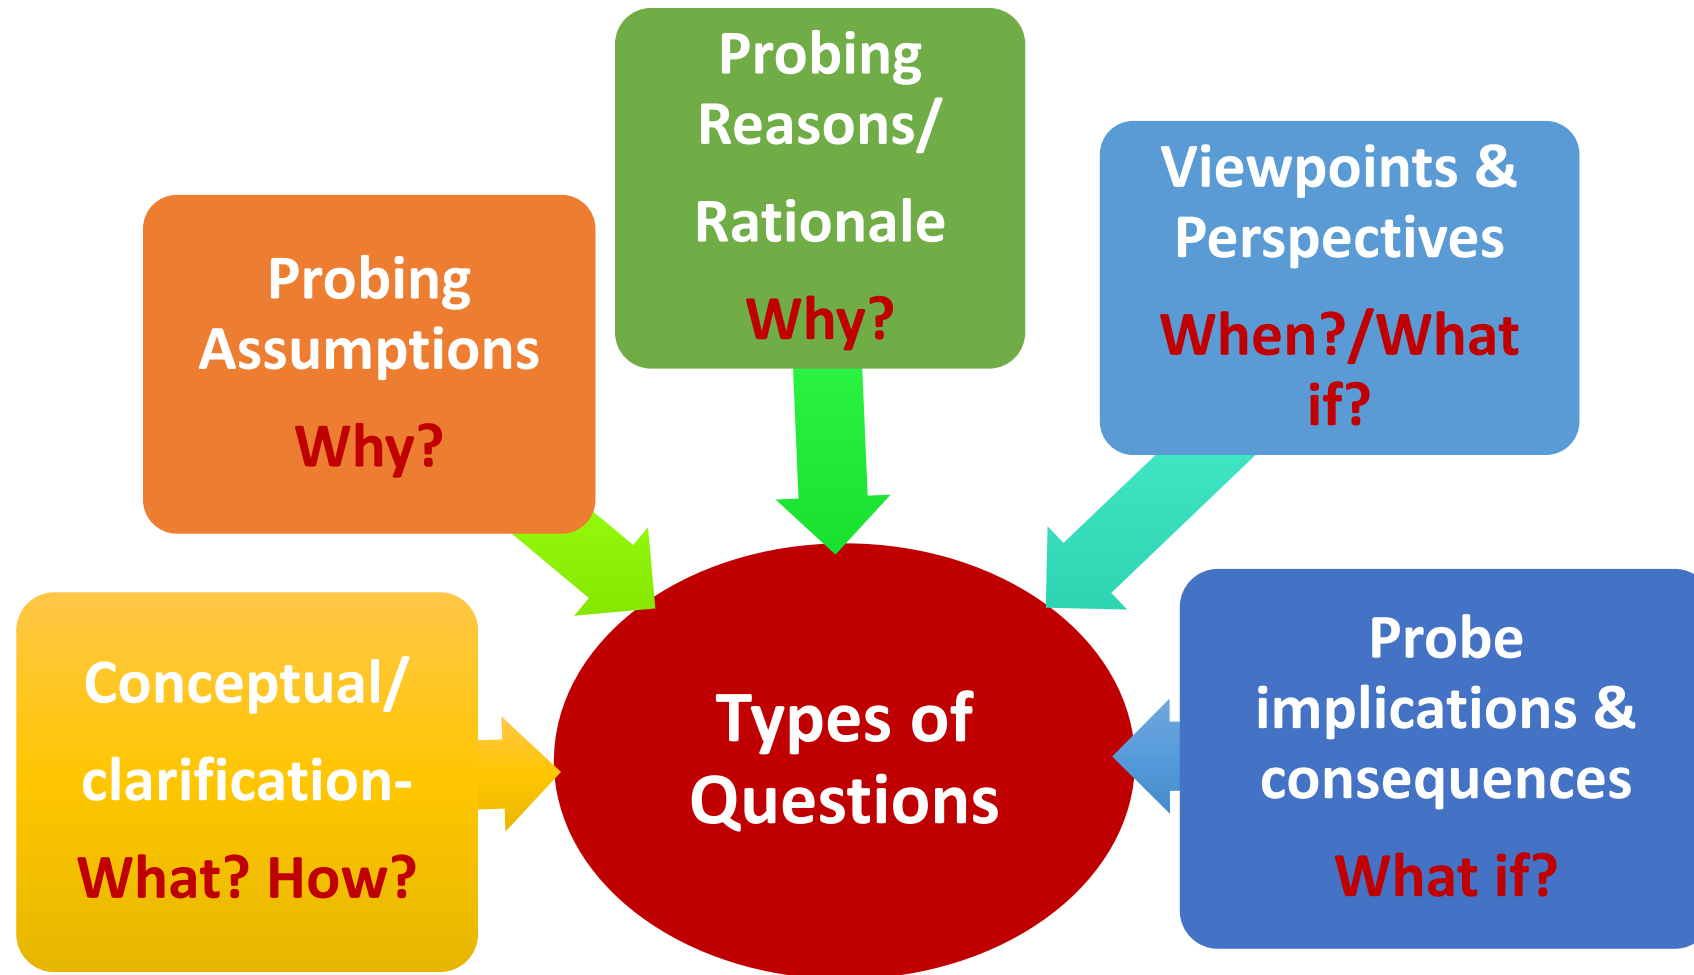 Probing
Reasons/
Rationale
Why?
Viewpoints &
Perspectives
When?/What
if?
Probing
Assumptions
Why?
Conceptual/
clarification-
What? How?
Types of
Questions
Probe
implications &
consequences
What if?